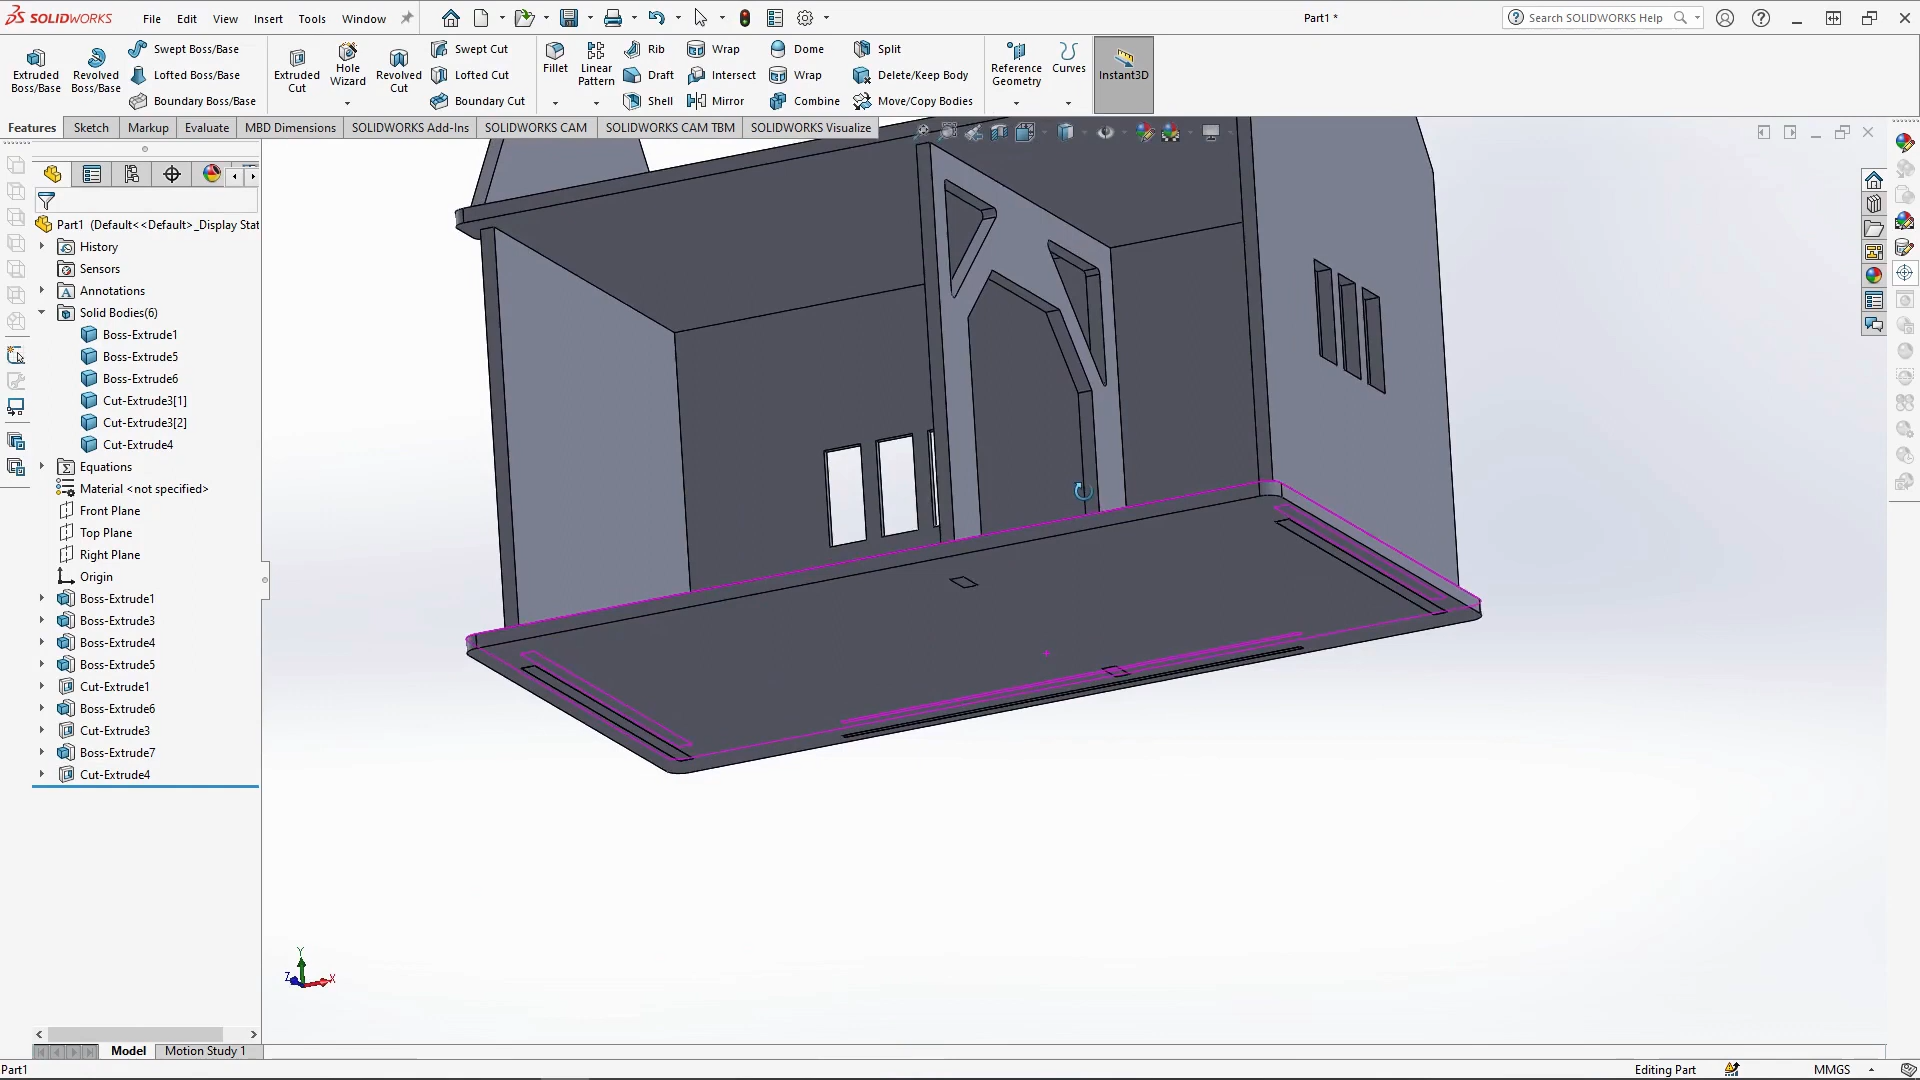 SOLIDWORKS File Edit View Insert Tools Window Part1 * Search SOLIDWORKS Help
Extruded Boss/Base
Revolved Boss/Base
Swept Boss/Base
Lofted Boss/Base
Boundary Boss/Base
Extruded Cut
Hole Wizard
Revolved Cut
Swept Cut
Lofted Cut
Boundary Cut
Fillet
Linear Pattern
Rib
Draft
Shell
Wrap
Intersect
Mirror
Dome
Wrap
Combine
Split
Delete/Keep Body
Move/Copy Bodies
Reference Geometry
Curves
Instant3D
Features Sketch Markup Evaluate MBD Dimensions SOLIDWORKS Add-Ins SOLIDWORKS CAM SOLIDWORKS CAM TBM SOLIDWORKS Visualize
Part1 (Default<<Default>_Display Stat
History
Sensors
Annotations
Solid Bodies(6)
Boss-Extrude1
Boss-Extrude5
Boss-Extrude6
Cut-Extrude3[1]
Cut-Extrude3[2]
Cut-Extrude4
Equations
Material <not specified>
Front Plane
Top Plane
Right Plane
Origin
Boss-Extrude1
Boss-Extrude3
Boss-Extrude4
Boss-Extrude5
Cut-Extrude1
Boss-Extrude6
Cut-Extrude3
Boss-Extrude7
Cut-Extrude4
Y
Z X
Model Motion Study 1
Part1 Editing Part MMGS